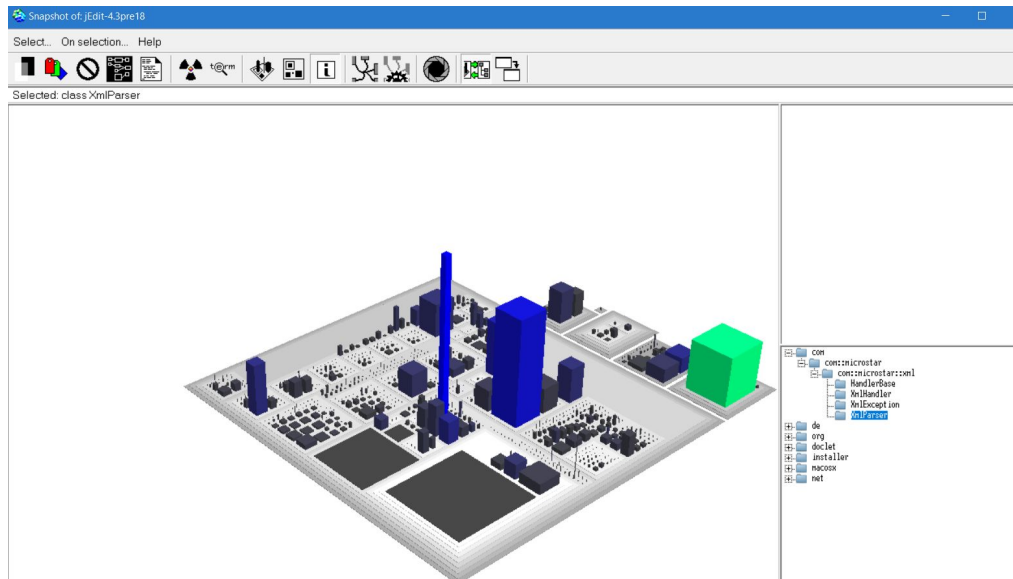 Snapshot of: jEdit-4.3pre18
Select... On selection... Help
t@rm
Selected: class XmlParser
com
com::microstar
com::microstar::xml
HandlerBase
XmlHandler
XmlException
XmlParser
de
org
doclet
installer
macosx
net